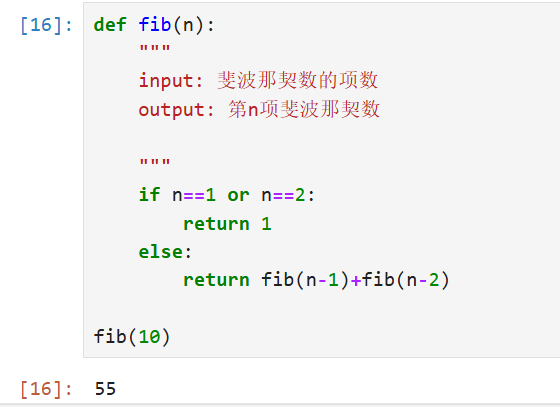 [16]: def fib(n):
    """
    input: 斐波那契数的项数
    output: 第n项斐波那契数

    """
    if n==1 or n==2:
        return 1
    else:
        return fib(n-1)+fib(n-2)

fib(10)
[16]: 55